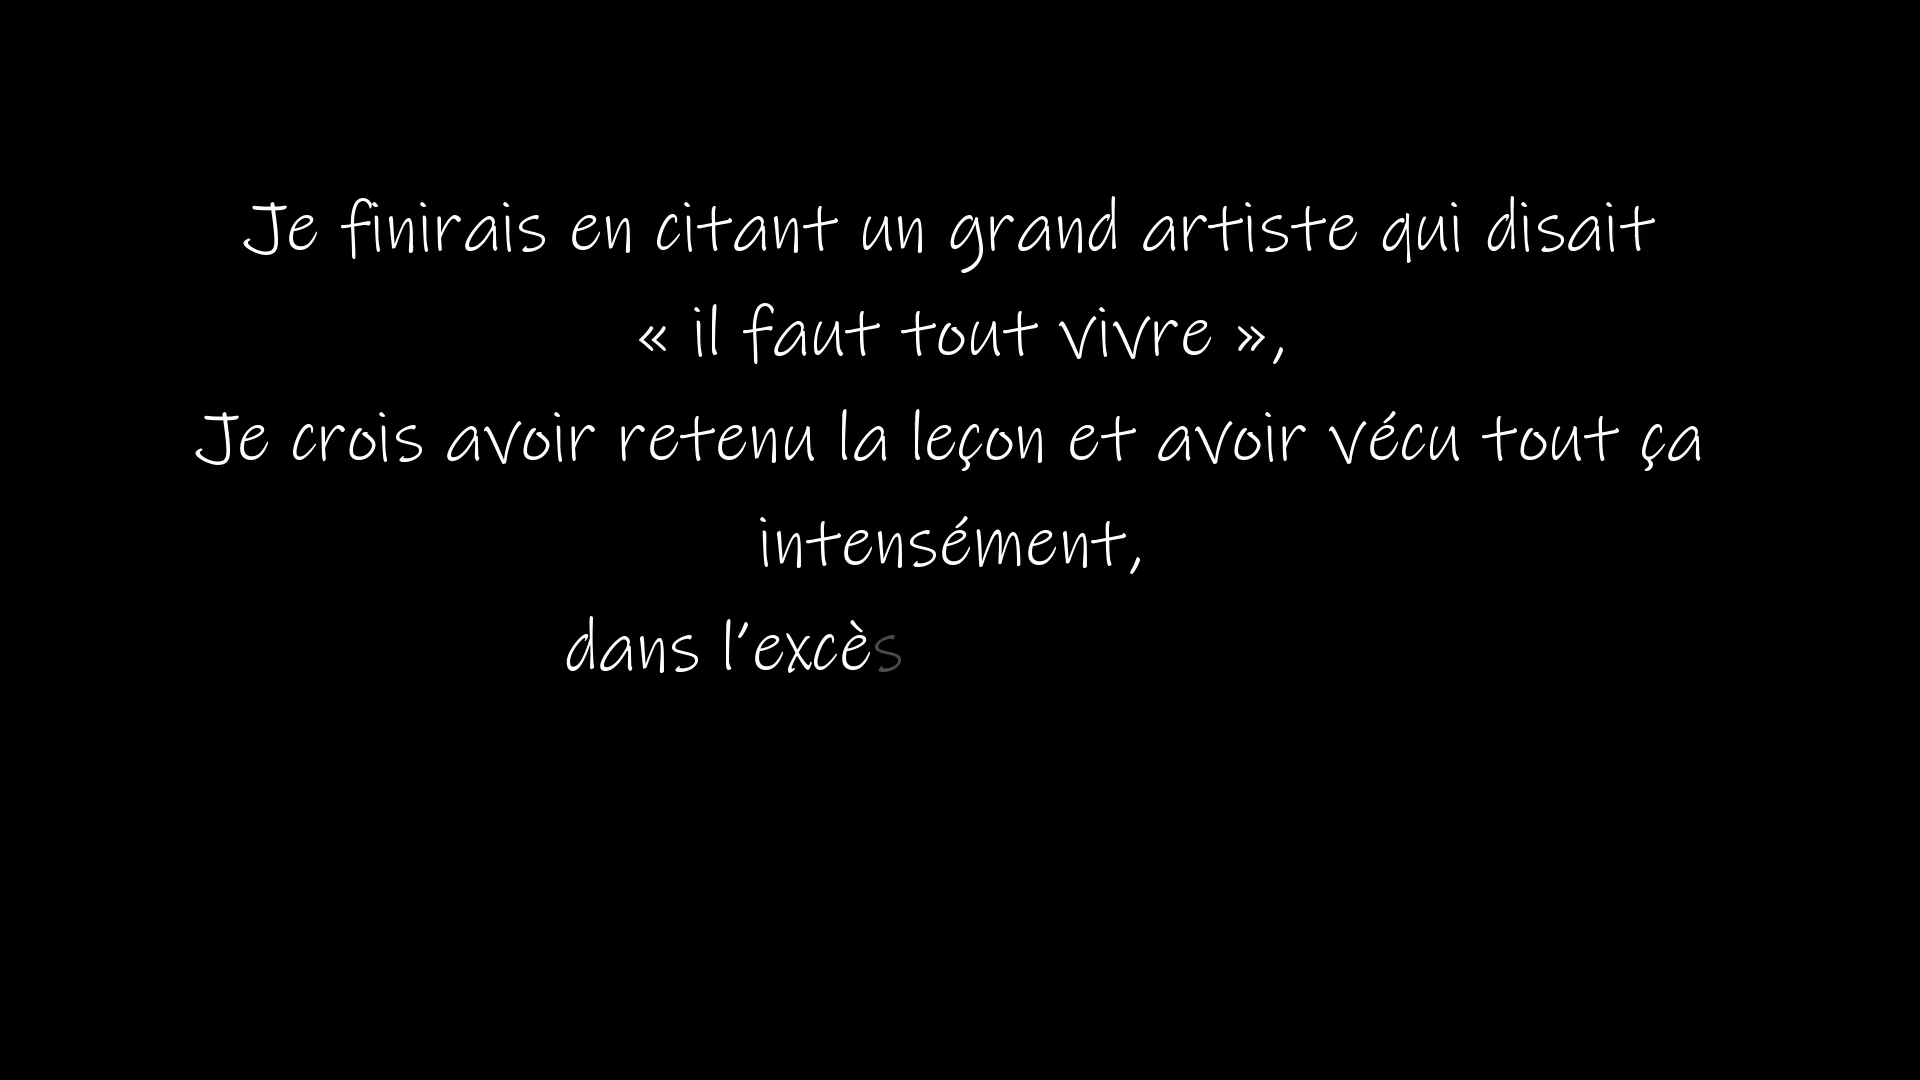 Je finirais en citant un grand artiste qui disait
« il faut tout vivre »,
Je crois avoir retenu la leçon et avoir vécu tout ça
intensément,
dans l’excès